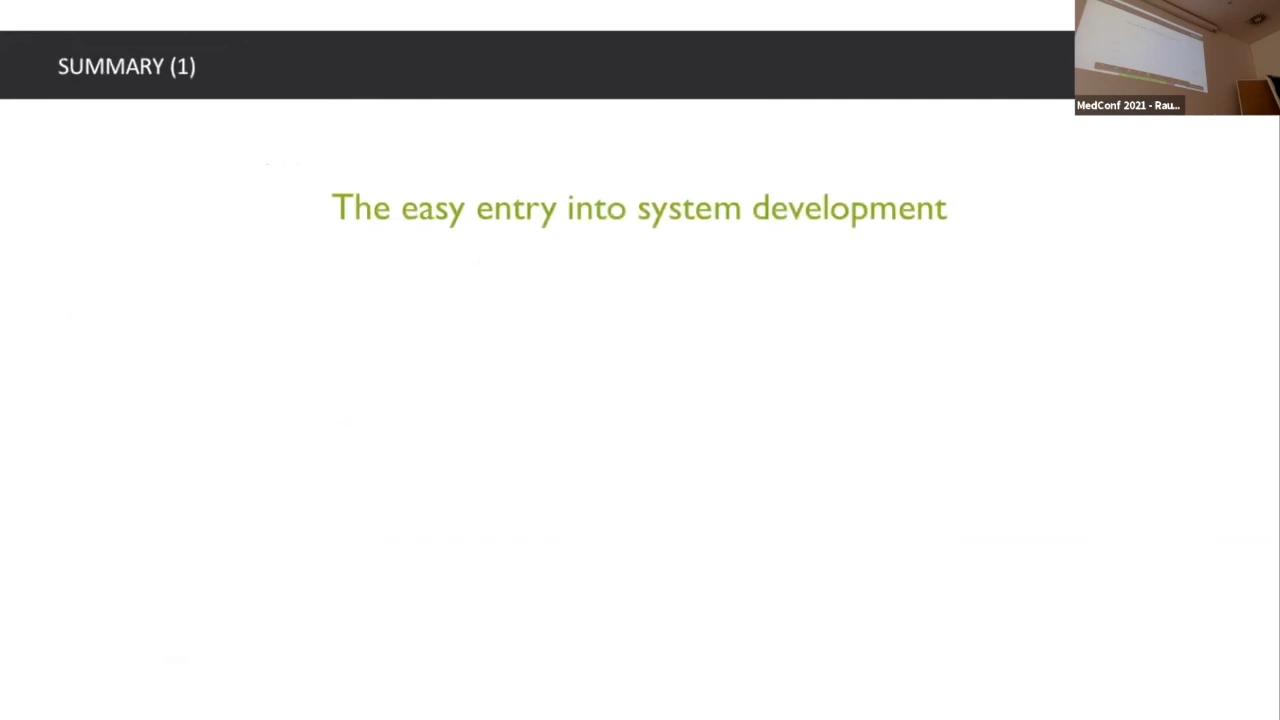 SUMMARY (1)
MedConf 2021 - Rau...
The easy entry into system development